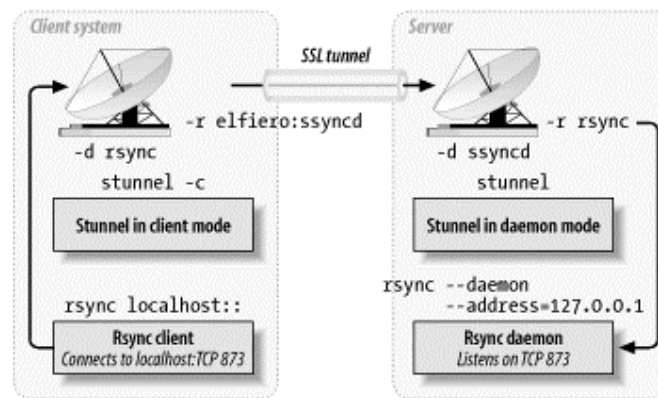 Client system
Server
SSL tunnel
-r elfiero:ssyncd
-r rsync
-d rsync
-d ssyncd
stunnel -c
stunnel
Stunnel in client mode
Stunnel in daemon mode
rsync localhost::
rsync --daemon
--address=127.0.0.1
Rsync client
Connects to localhost:TCP 873
Rsync daemon
Listens on TCP 873